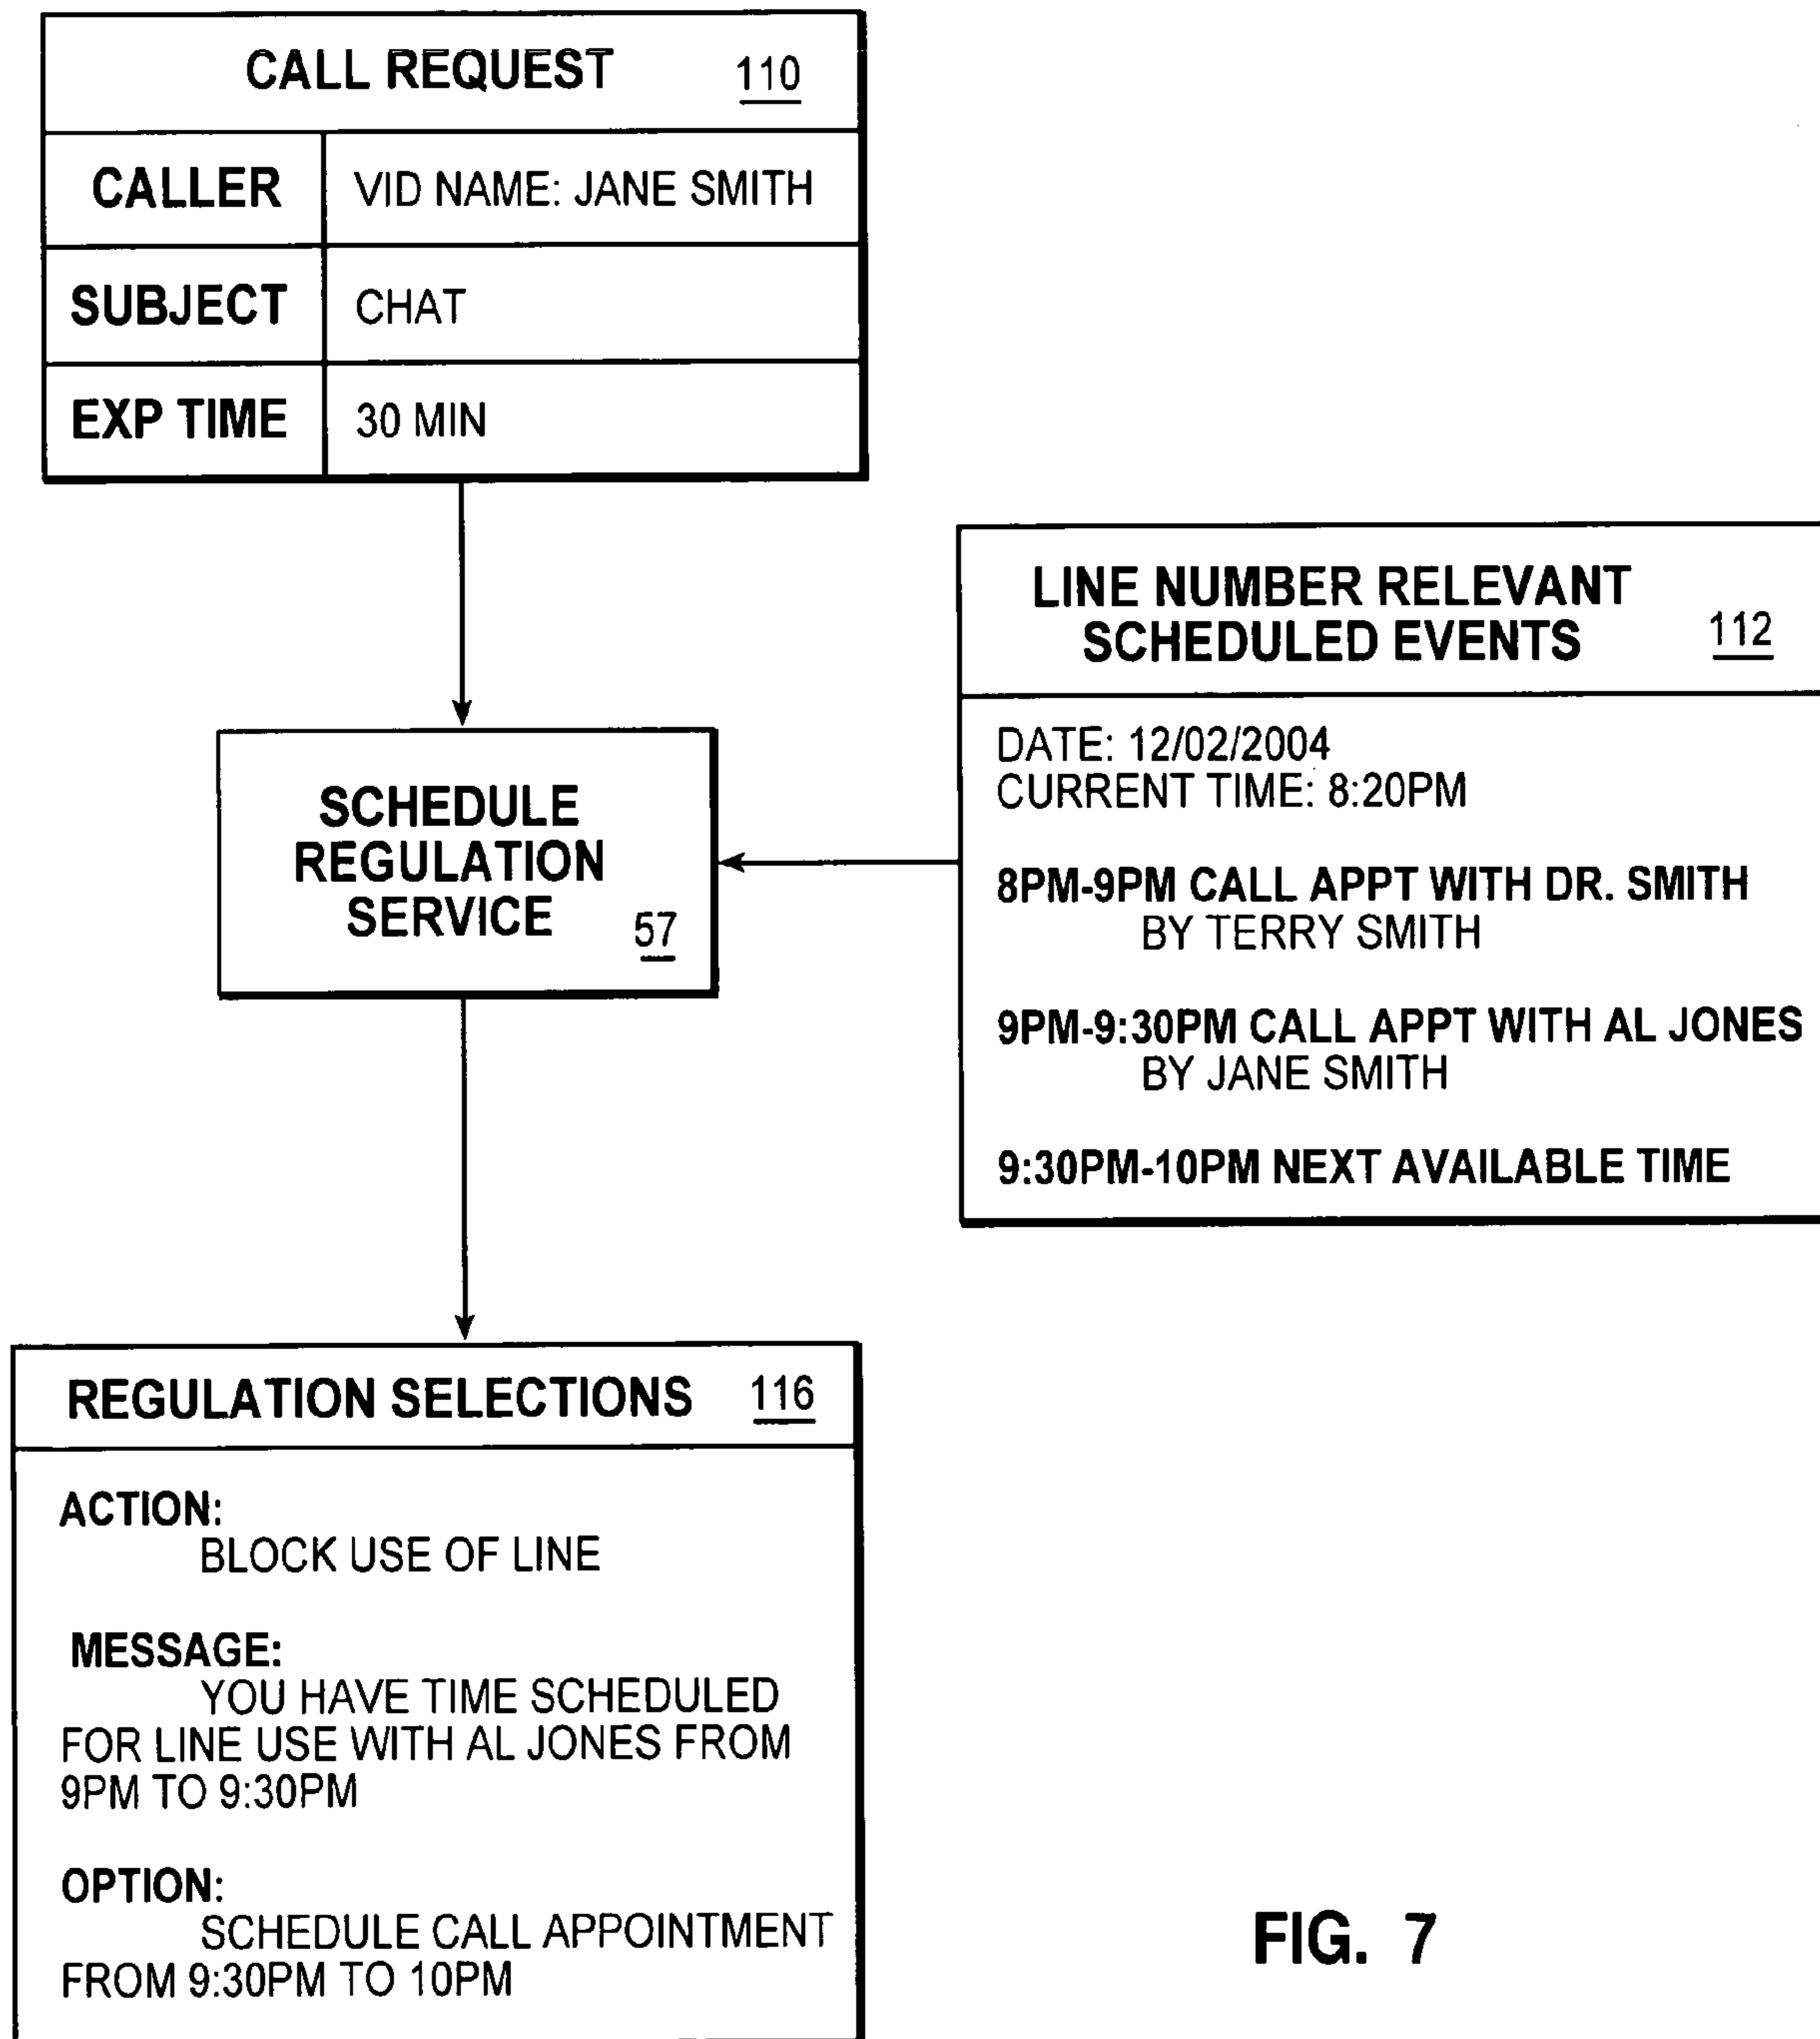 CALL REQUEST 110
CALLER VID NAME: JANE SMITH
SUBJECT CHAT
EXP TIME 30 MIN
LINE NUMBER RELEVANT
SCHEDULED EVENTS 112
DATE: 12/02/2004
CURRENT TIME: 8:20PM
8PM-9PM CALL APPT WITH DR. SMITH
BY TERRY SMITH
9PM-9:30PM CALL APPT WITH AL JONES
BY JANE SMITH
9:30PM-10PM NEXT AVAILABLE TIME
SCHEDULE
REGULATION
SERVICE 57
REGULATION SELECTIONS 116
ACTION:
BLOCK USE OF LINE
MESSAGE:
YOU HAVE TIME SCHEDULED
FOR LINE USE WITH AL JONES FROM
9PM TO 9:30PM
OPTION:
SCHEDULE CALL APPOINTMENT
FROM 9:30PM TO 10PM
FIG. 7